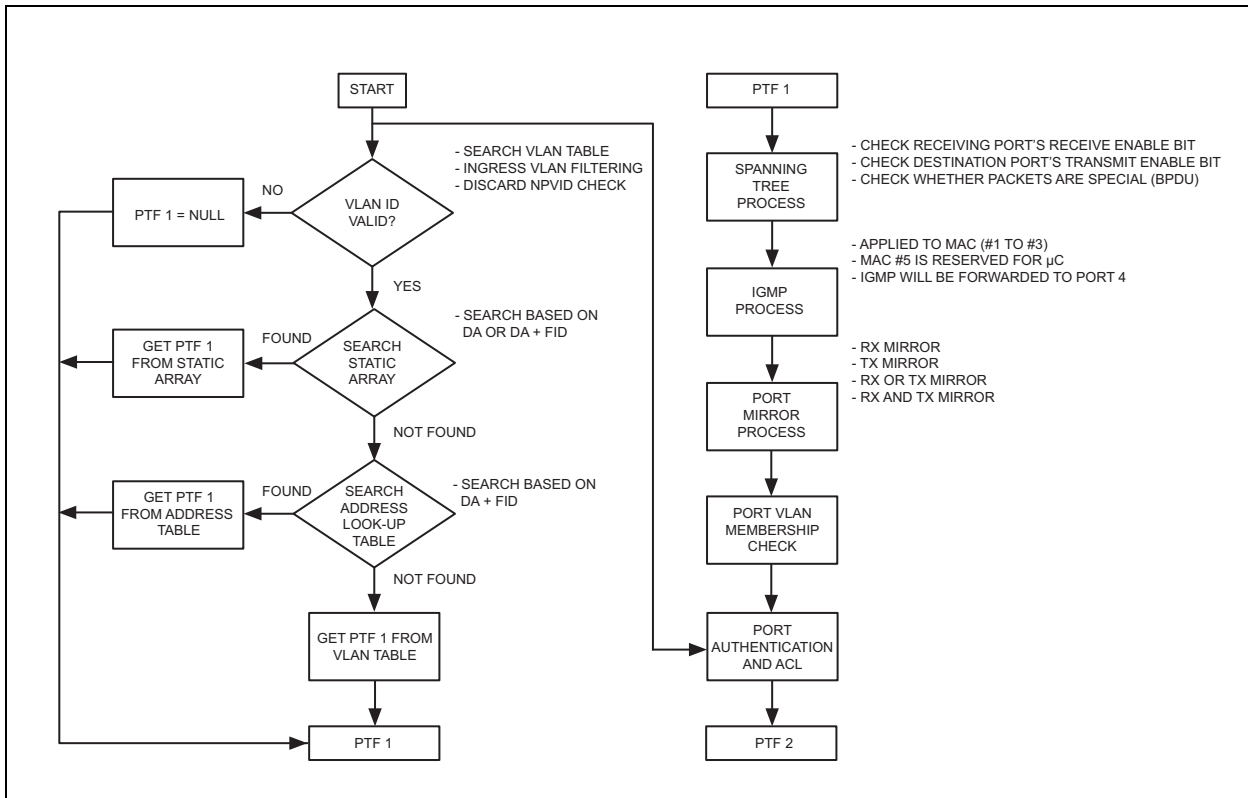 START
- SEARCH VLAN TABLE
- INGRESS VLAN FILTERING
- DISCARD NPVID CHECK
VLAN ID
VALID?
NO
PTF 1 = NULL
YES
- SEARCH BASED ON
DA OR DA + FID
SEARCH
STATIC
ARRAY
FOUND
GET PTF 1
FROM STATIC
ARRAY
NOT FOUND
- SEARCH BASED ON
DA + FID
SEARCH
ADDRESS
LOOK-UP
TABLE
FOUND
GET PTF 1
FROM ADDRESS
TABLE
NOT FOUND
GET PTF 1 FROM
VLAN TABLE
PTF 1
PTF 1
- CHECK RECEIVING PORT'S RECEIVE ENABLE BIT
- CHECK DESTINATION PORT'S TRANSMIT ENABLE BIT
- CHECK WHETHER PACKETS ARE SPECIAL (BPDU)
SPANNING
TREE
PROCESS
- APPLIED TO MAC (#1 TO #3)
- MAC #5 IS RESERVED FOR µC
- IGMP WILL BE FORWARDED TO PORT 4
IGMP
PROCESS
- RX MIRROR
- TX MIRROR
- RX OR TX MIRROR
- RX AND TX MIRROR
PORT
MIRROR
PROCESS
PORT VLAN
MEMBERSHIP
CHECK
PORT
AUTHENTICATION
AND ACL
PTF 2